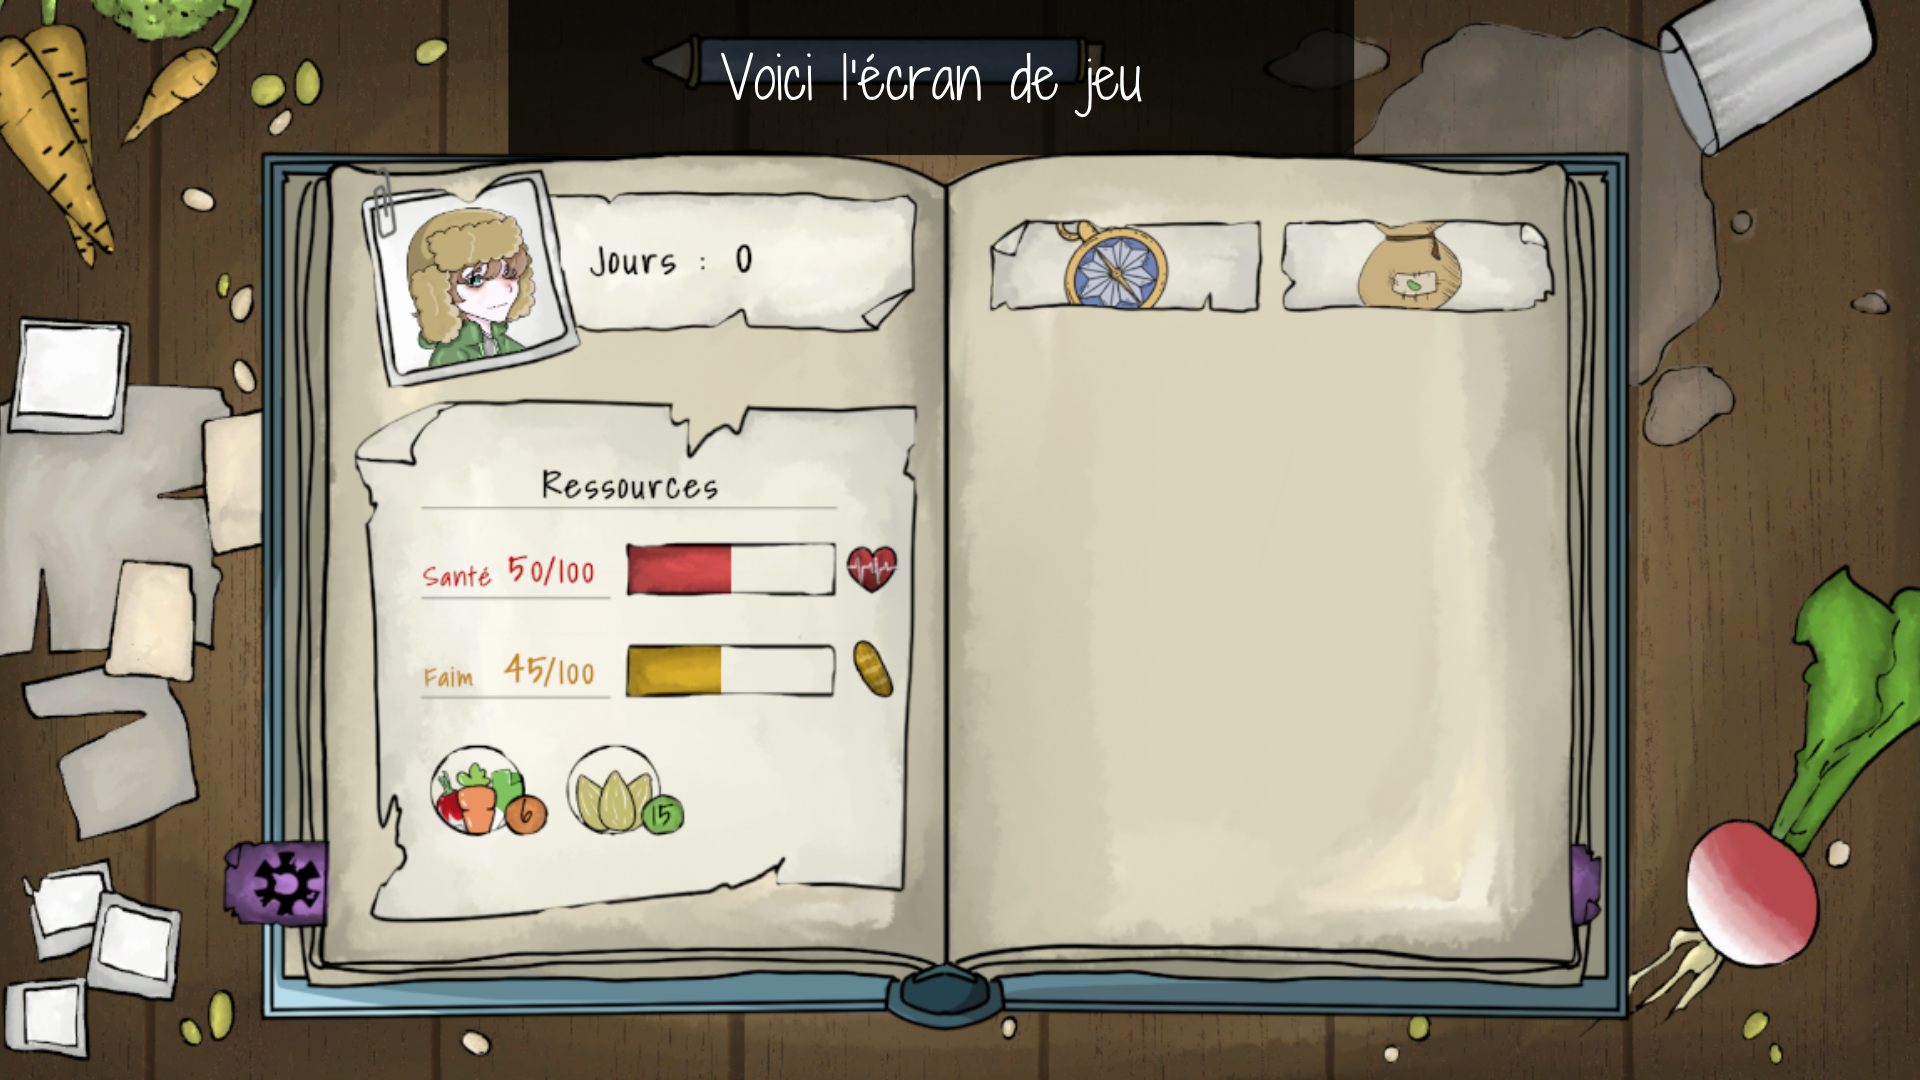 Voici l'écran de jeu
Jours : 0
Ressources
Santé 50/100
Faim 45/100
6
15